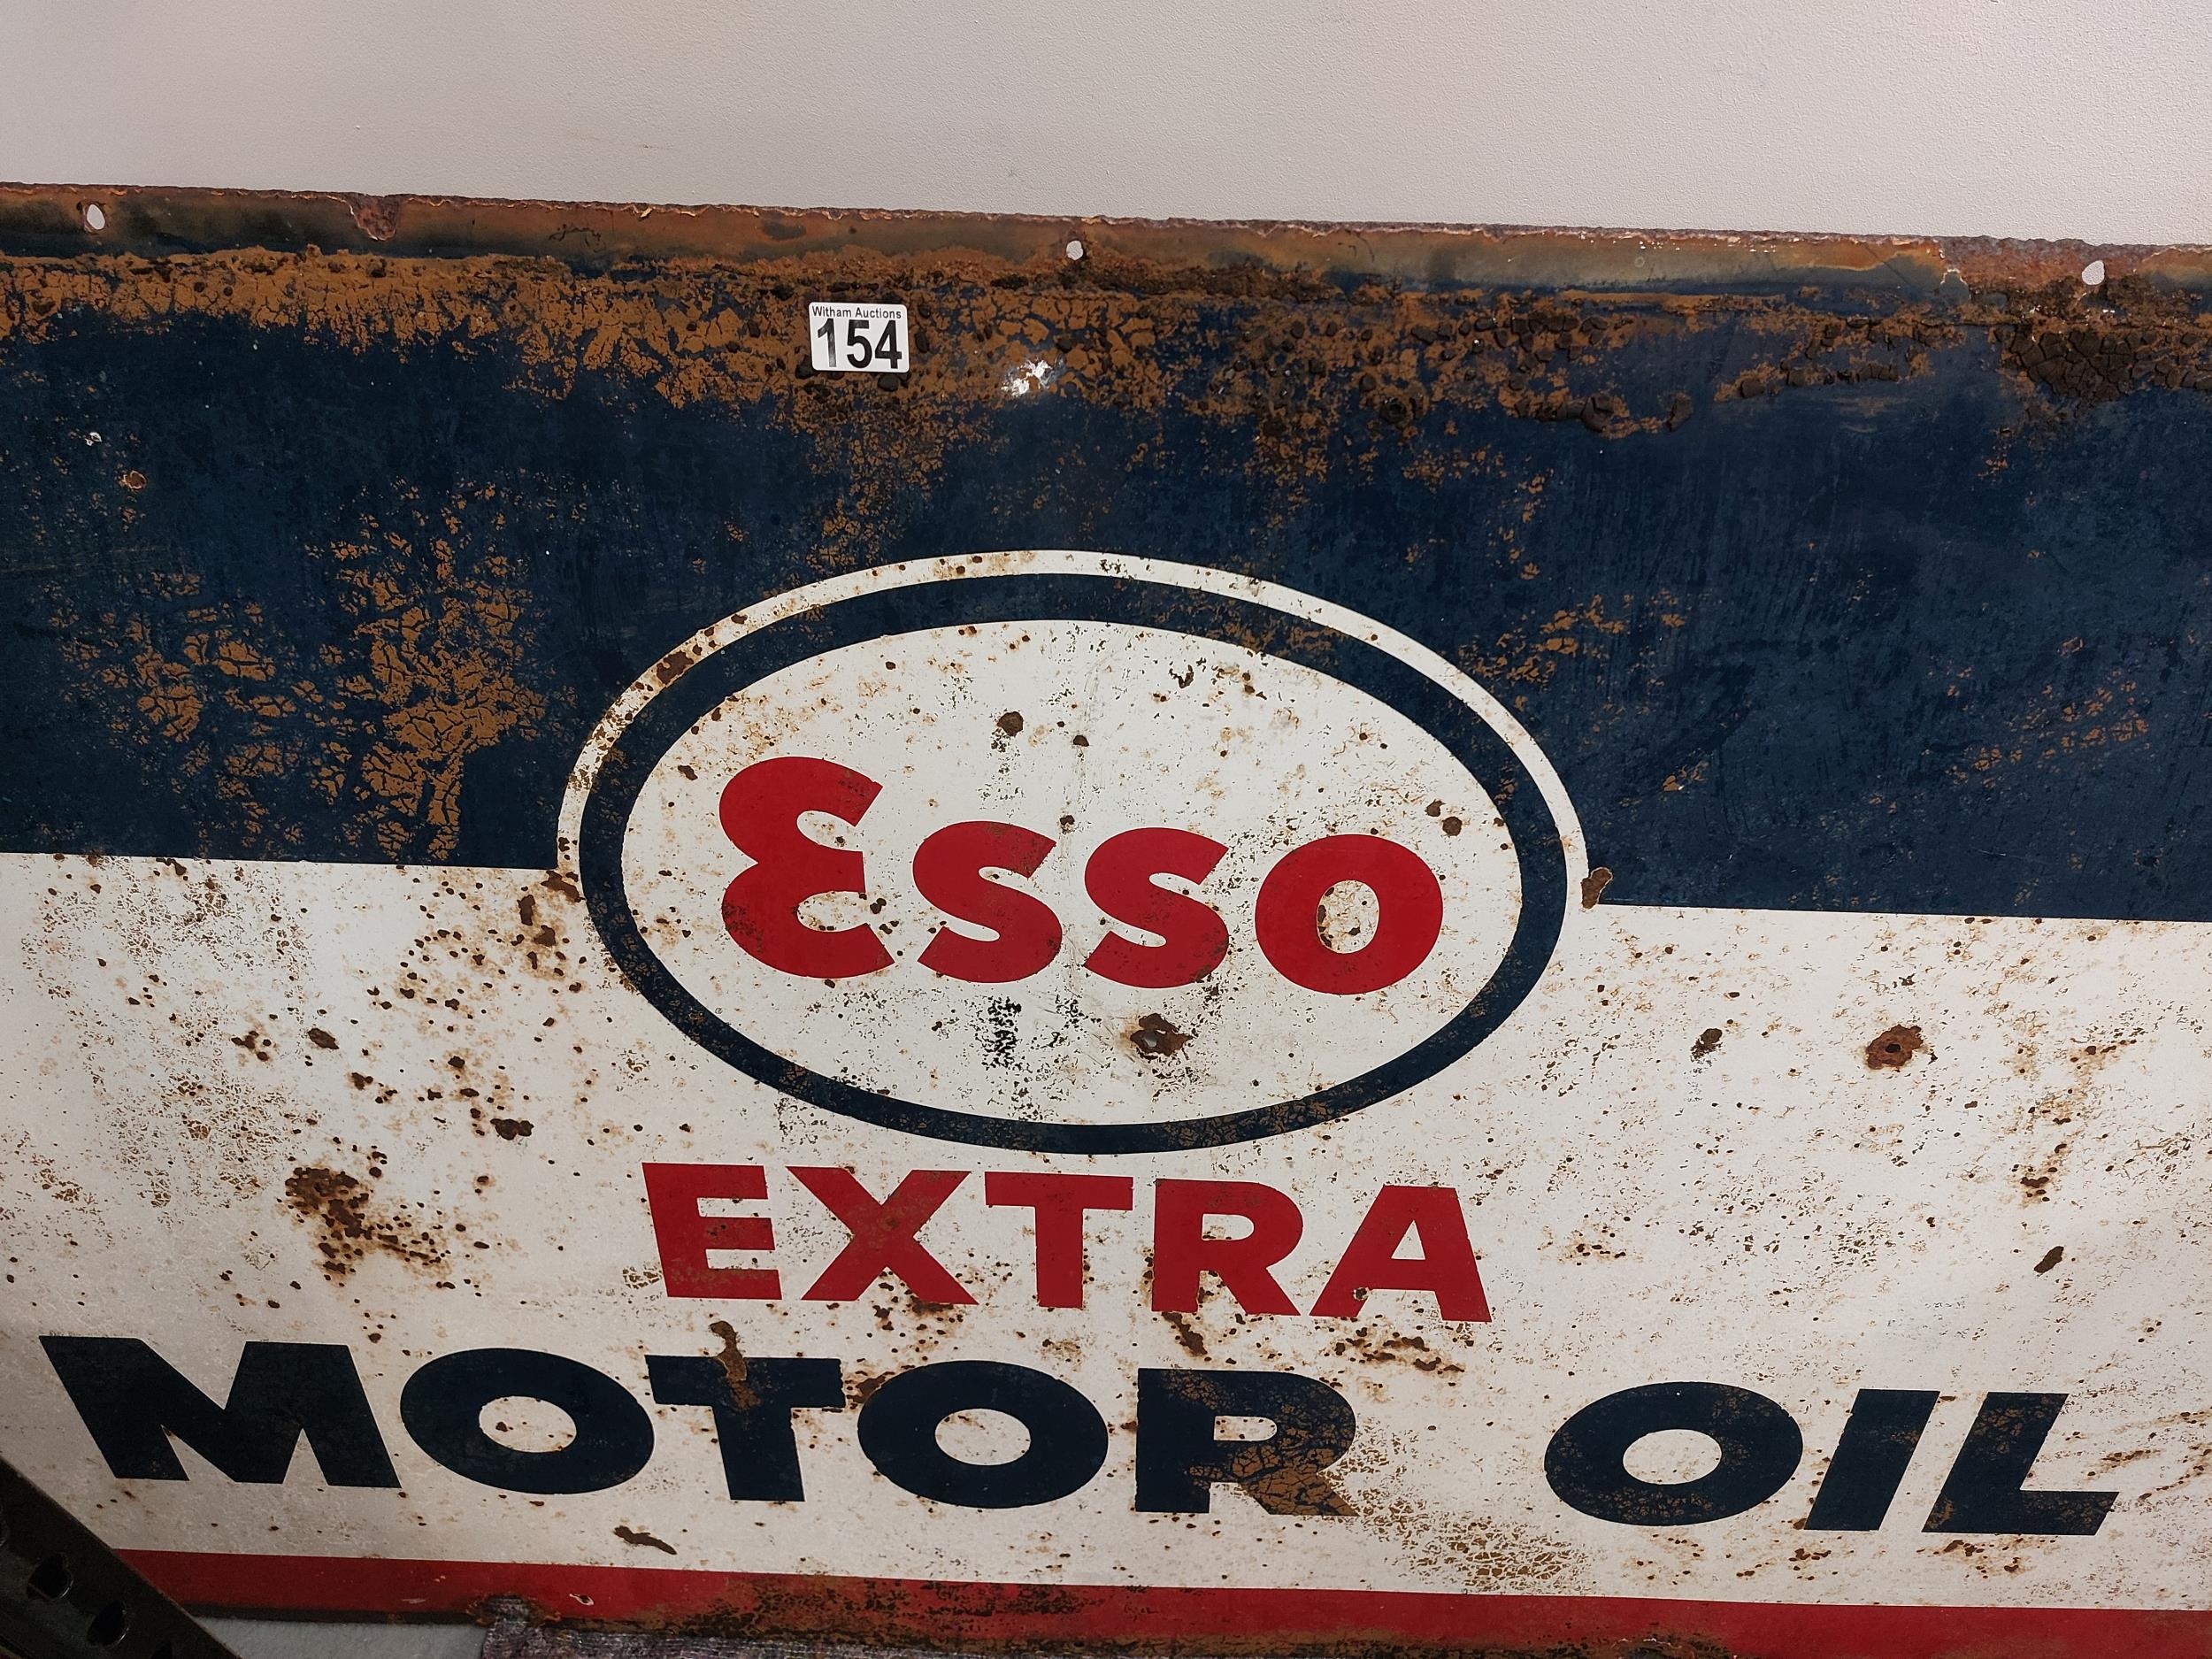 Witham Auctions
154
Esso
EXTRA
MOTOR OIL